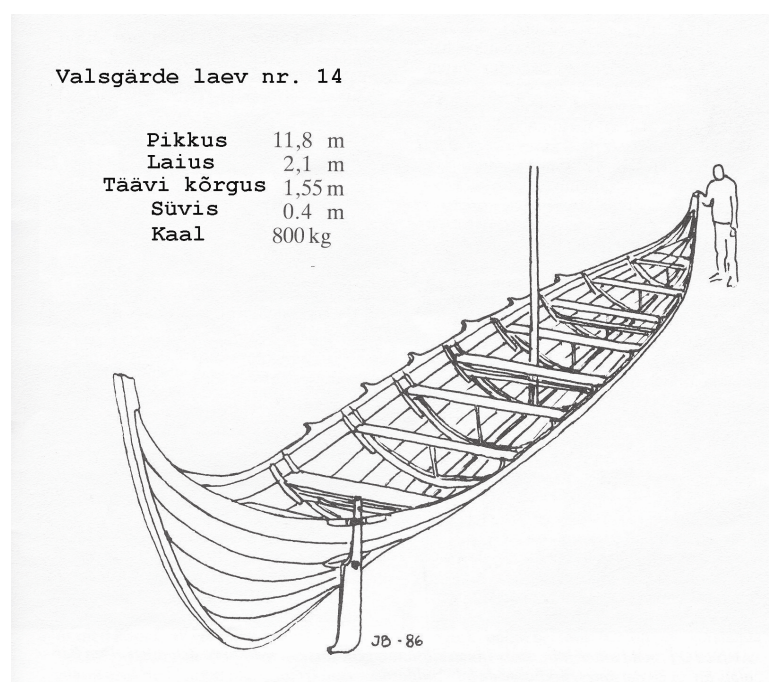 Valsgärde laev nr. 14
Pikkus 11,8 m
Laius 2,1 m
Täävi kõrgus 1,55 m
Süvis 0.4 m
Kaal 800 kg
JB - 86